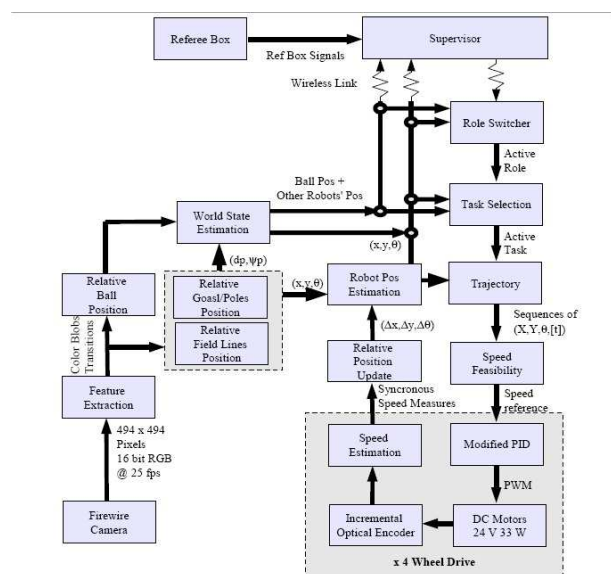 Referee Box
Supervisor
Ref Box Signals
Wireless Link
Role Switcher
Active
Role
Ball Pos +
Other Robots' Pos
World State
Estimation
Task Selection
(x,y,θ)
(dp,ψp)
Active
Task
Relative
Ball
Position
Relative
Goasl/Poles
Position
(x,y,θ)
Robot Pos
Estimation
Trajectory
Relative
Field Lines
Position
(Δx,Δy,Δθ)
Sequences of
(X,Y,θ,[t])
Color Blobs
Transitions
Relative
Position
Update
Speed
Feasibility
Feature
Extraction
Syncronous
Speed Measures
Speed
reference
494 x 494
Pixels
16 bit RGB
@ 25 fps
Speed
Estimation
Modified PID
PWM
Firewire
Camera
Incremental
Optical Encoder
DC Motors
24 V 33 W
x 4 Wheel Drive